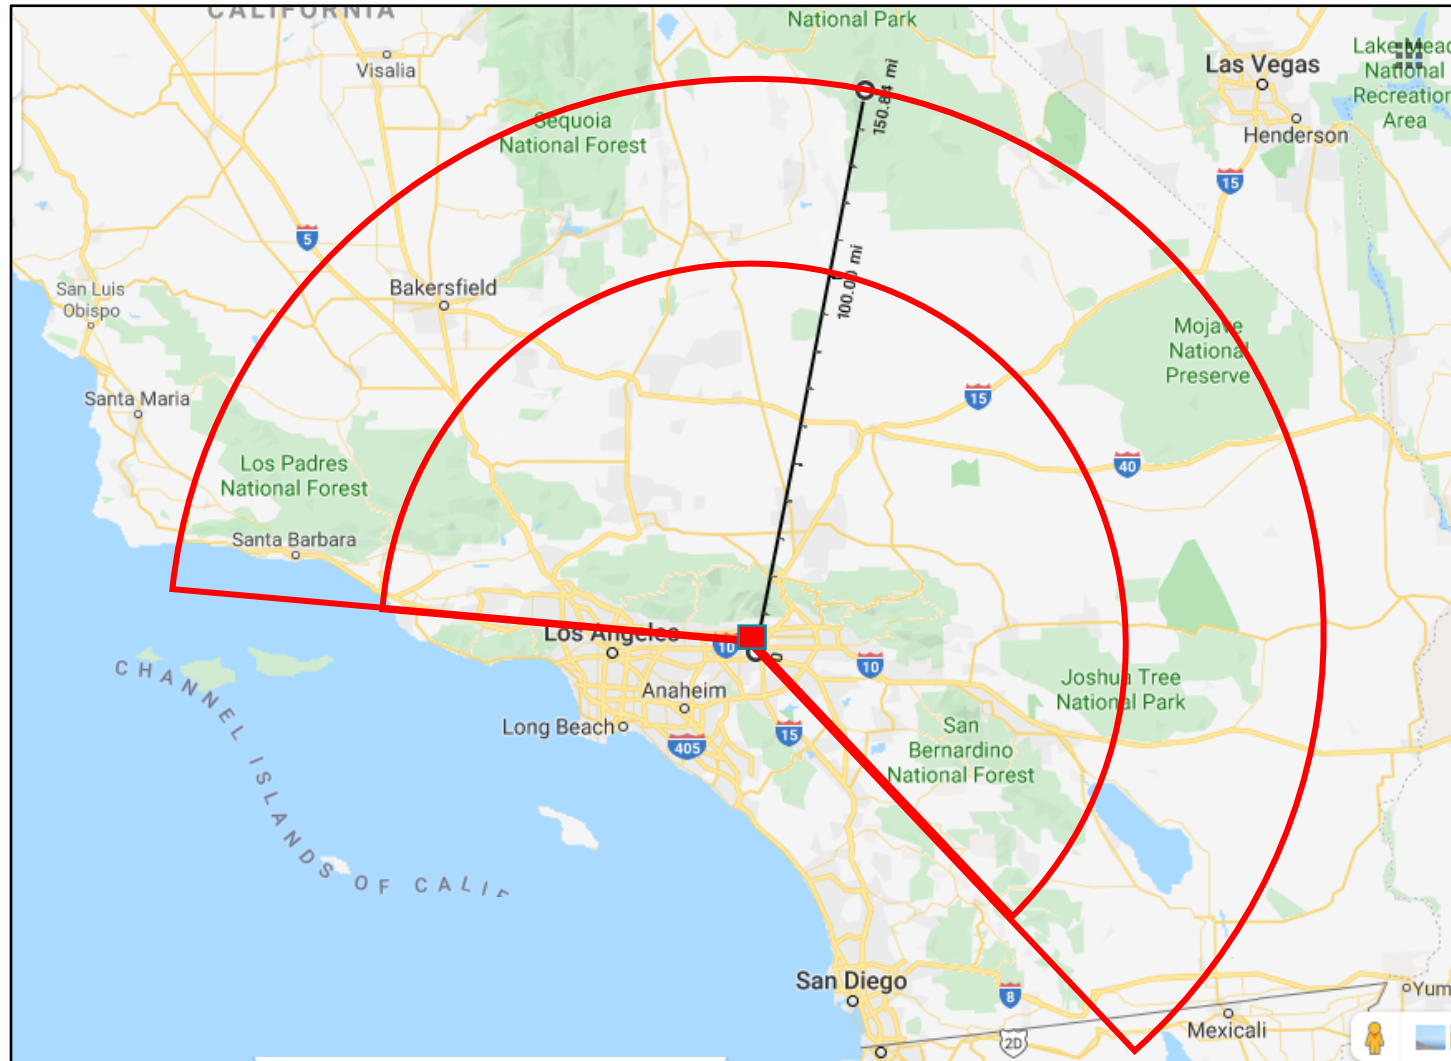 CALIFORNIA
National Park
Las Vegas
Lake Mead
National
Recreation
Area
Visalia
150.84 mi
Sequoia
National Forest
Henderson
15
5
100.00 mi
San Luis
Obispo
Bakersfield
Mojave
National
Preserve
Santa Maria
15
Los Padres
National Forest
40
Santa Barbara
Los Angeles
10
0
10
CHANNEL ISLANDS OF CALIF
Anaheim
Joshua Tree
National Park
Long Beach
405
15
San
Bernardino
National Forest
San Diego
8
Yum
Mexicali
2D